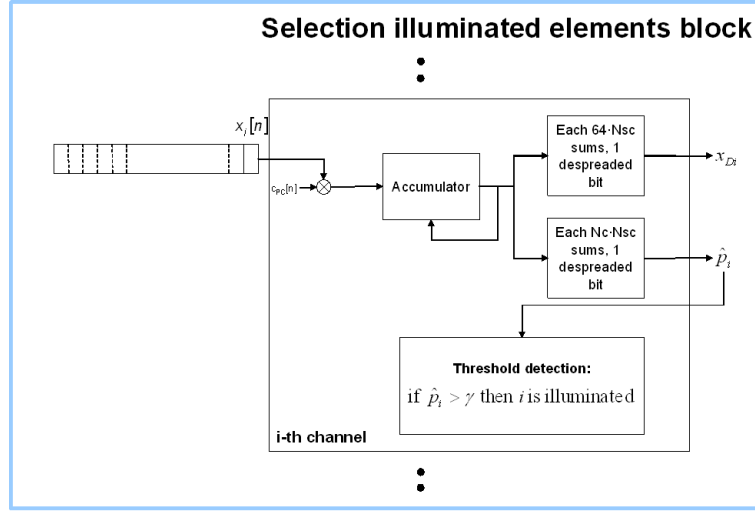 Selection illuminated elements block
x_i[n]
c_PC[n]
Accumulator
Each 64·Nsc
sums, 1
despreaded
bit
x_Di
Each Nc·Nsc
sums, 1
despreaded
bit
p̂_i
Threshold detection:
if p̂_i > γ then i is illuminated
i-th channel